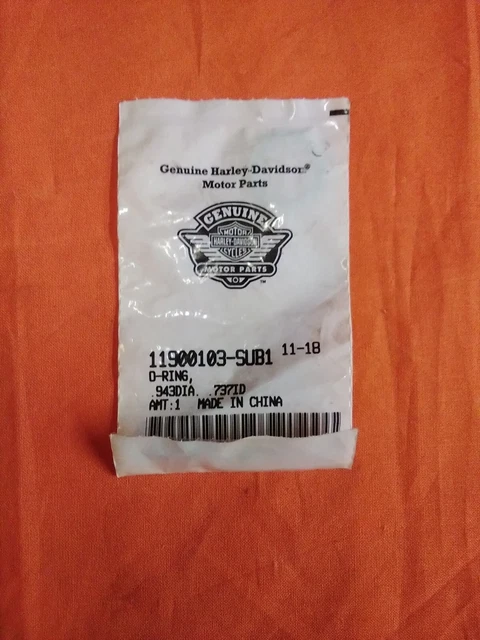 Genuine Harley-Davidson®
Motor Parts
GENUINE
MOTOR
HARLEY-DAVIDSON
CYCLES
MOTOR PARTS
™
11900103-SUB1 11-18
O-RING,
.943DIA. .737ID
AMT:1 MADE IN CHINA